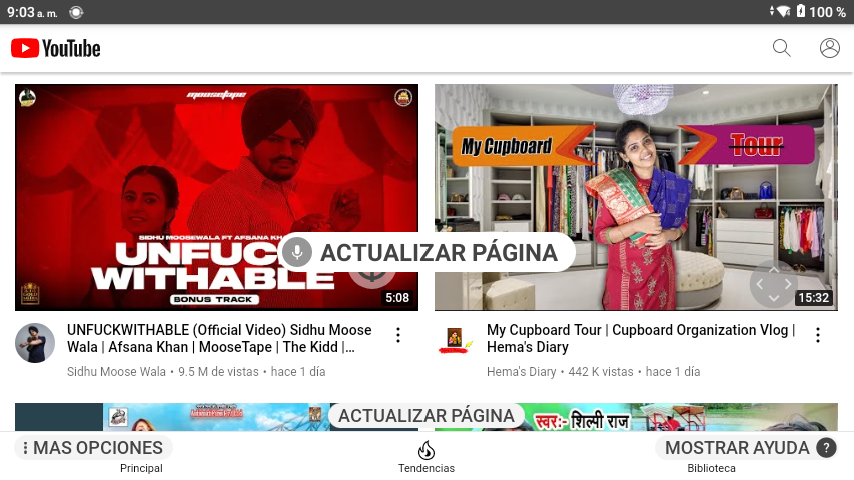 9:03 a. m.
100 %
YouTube
moosetape
SIDHU MOOSEWALA FT AFSANA KH
UNFUC
WITHABLE
BONUS TRACK
5:08
My Cupboard
Tour
15:32
ACTUALIZAR PÁGINA
UNFUCKWITHABLE (Official Video) Sidhu Moose
Wala | Afsana Khan | MooseTape | The Kidd |…
Sidhu Moose Wala • 9.5 M de vistas • hace 1 día
My Cupboard Tour | Cupboard Organization Vlog |
Hema's Diary
Hema's Diary • 442 K vistas • hace 1 día
ACTUALIZAR PÁGINA
स्वरः- शिल्पी राज
MAS OPCIONES
MOSTRAR AYUDA ?
Principal
Tendencias
Biblioteca